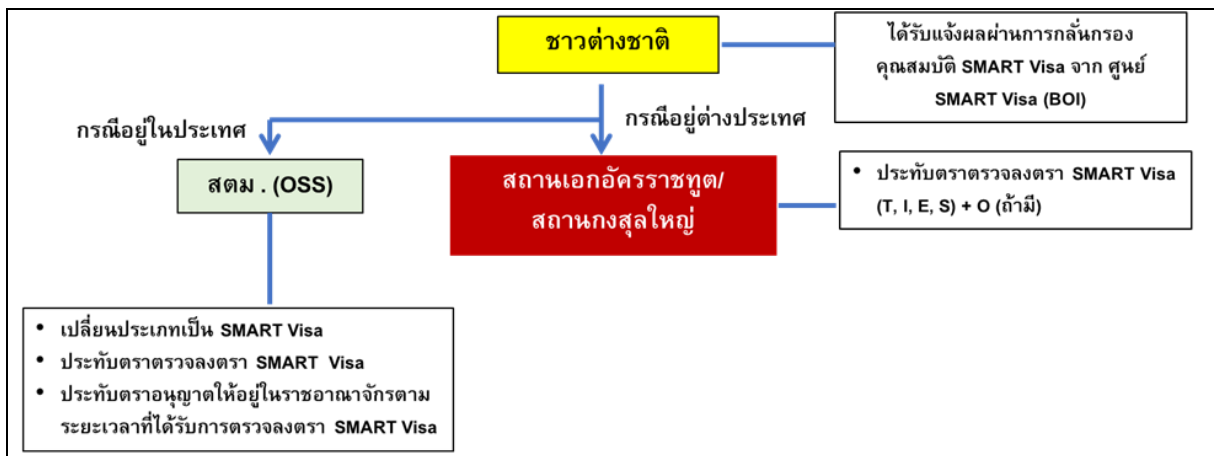 ชาวต่างชาติ
ได้รับแจ้งผลผ่านการกลั่นกรอง
คุณสมบัติ SMART Visa จาก ศูนย์
SMART Visa (BOI)
กรณีอยู่ในประเทศ
กรณีอยู่ต่างประเทศ
สตม . (OSS)
สถานเอกอัครราชทูต/
สถานกงสุลใหญ่
• ประทับตราตรวจลงตรา SMART Visa
(T, I, E, S) + O (ถ้ามี)
• เปลี่ยนประเภทเป็น SMART Visa
• ประทับตราตรวจลงตรา SMART Visa
• ประทับตราอนุญาตให้อยู่ในราชอาณาจักรตาม
ระยะเวลาที่ได้รับการตรวจลงตรา SMART Visa